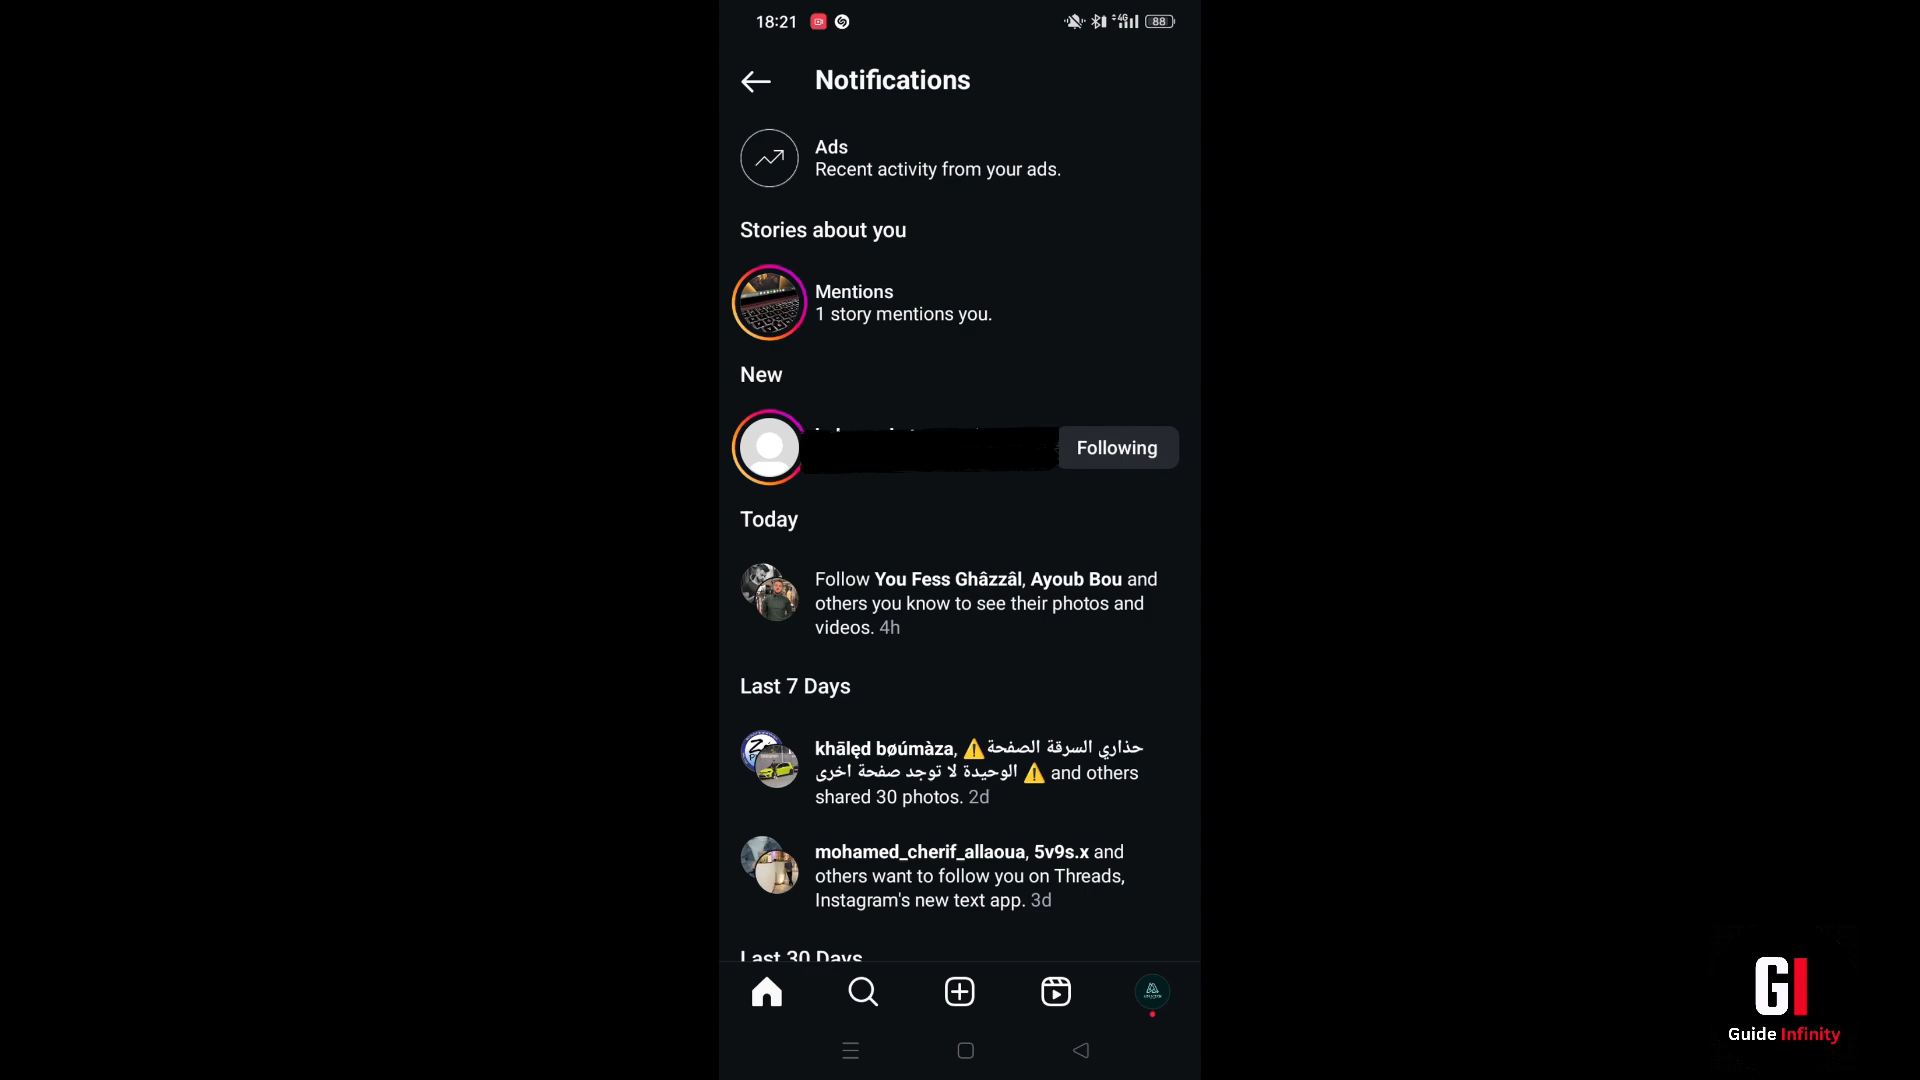 18:21
4G 88
Notifications
Ads
Recent activity from your ads.
Stories about you
Mentions
1 story mentions you.
New
Following
Today
Follow You Fess Ghâzzâl, Ayoub Bou and
others you know to see their photos and
videos. 4h
Last 7 Days
khālęd bøúmàza, ⚠️حذاري السرقة الصفحة
الوحيدة لا توجد صفحة اخرى ⚠️ and others
shared 30 photos. 2d
mohamed_cherif_allaoua, 5v9s.x and
others want to follow you on Threads,
Instagram's new text app. 3d
Last 30 Days
GI
Guide Infinity